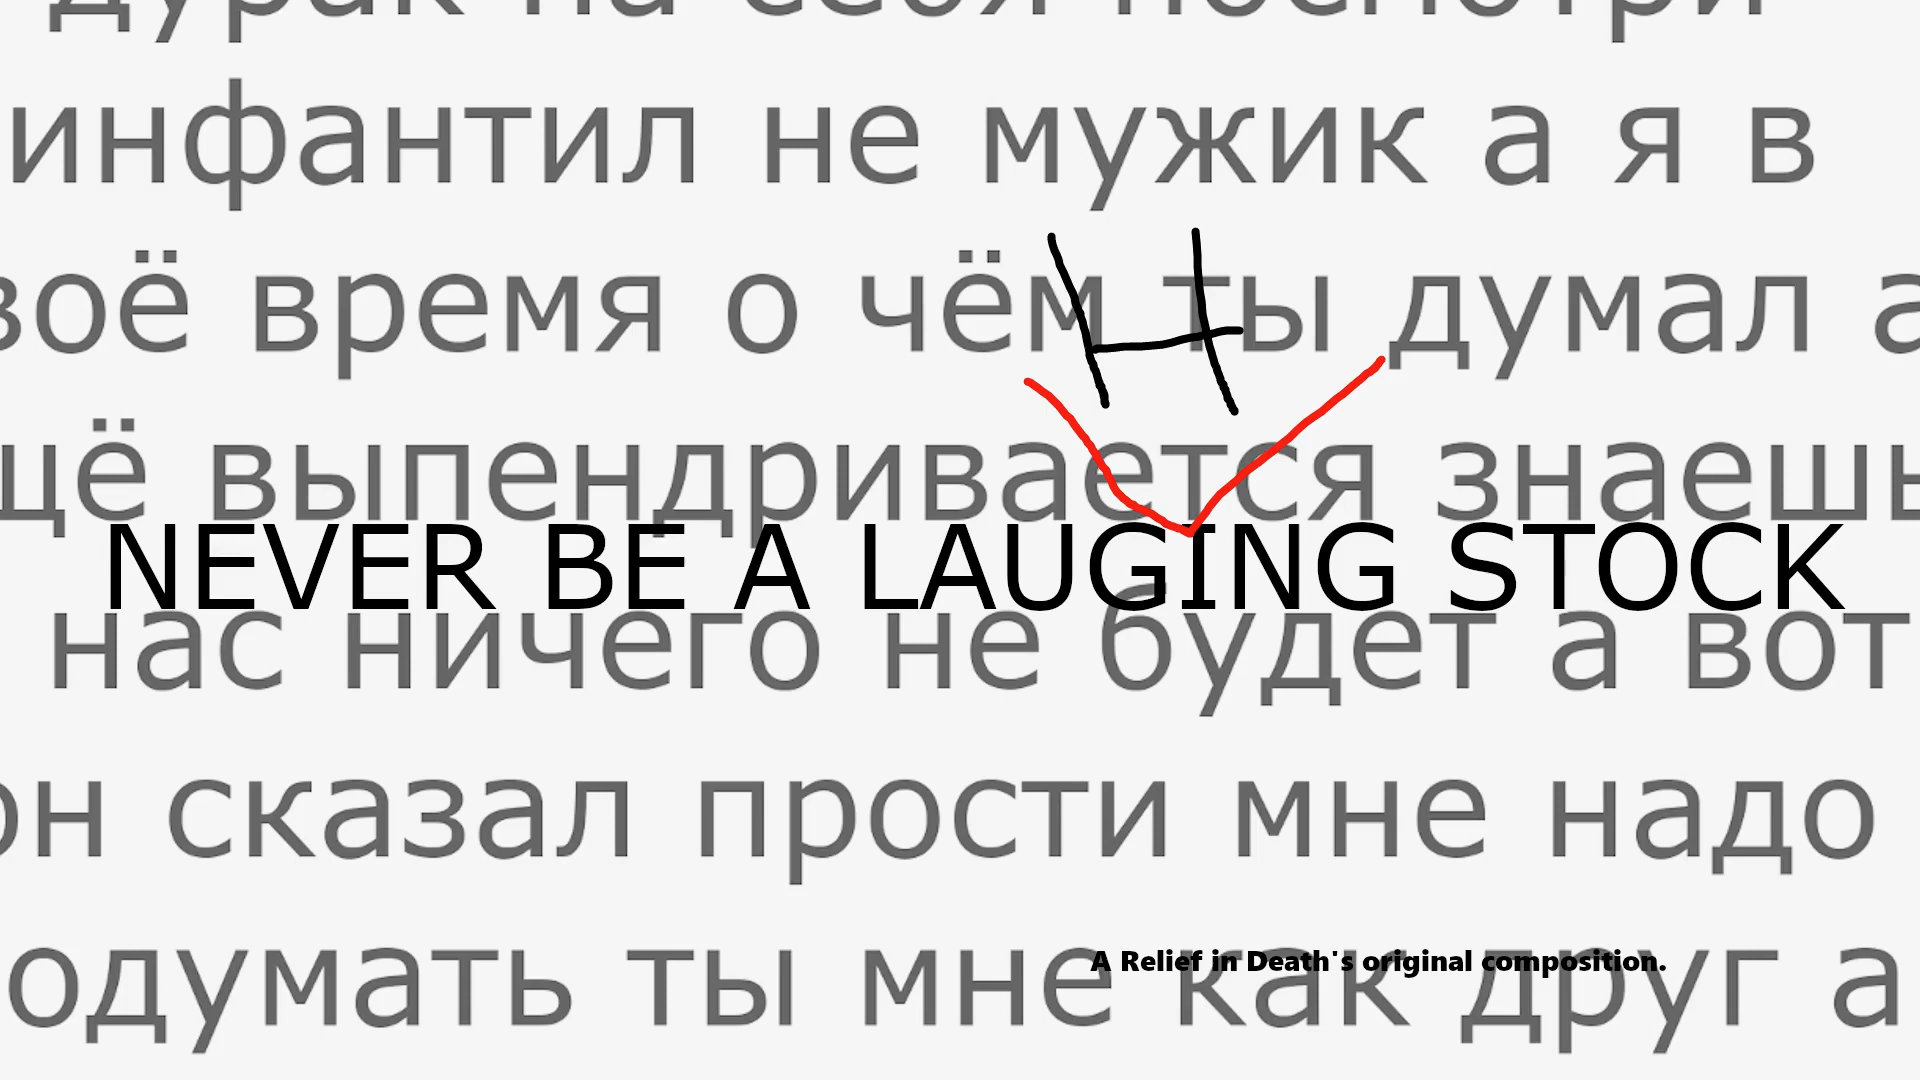 дурак на себя посмотри
инфантил не мужик а я в
воё время о чём ты думал а
H
щё выпендривается знаешь
NEVER BE A LAUGING STOCK
нас ничего не будет а вот
он сказал прости мне надо
одумать ты мне как друг а
A Relief in Death's original composition.